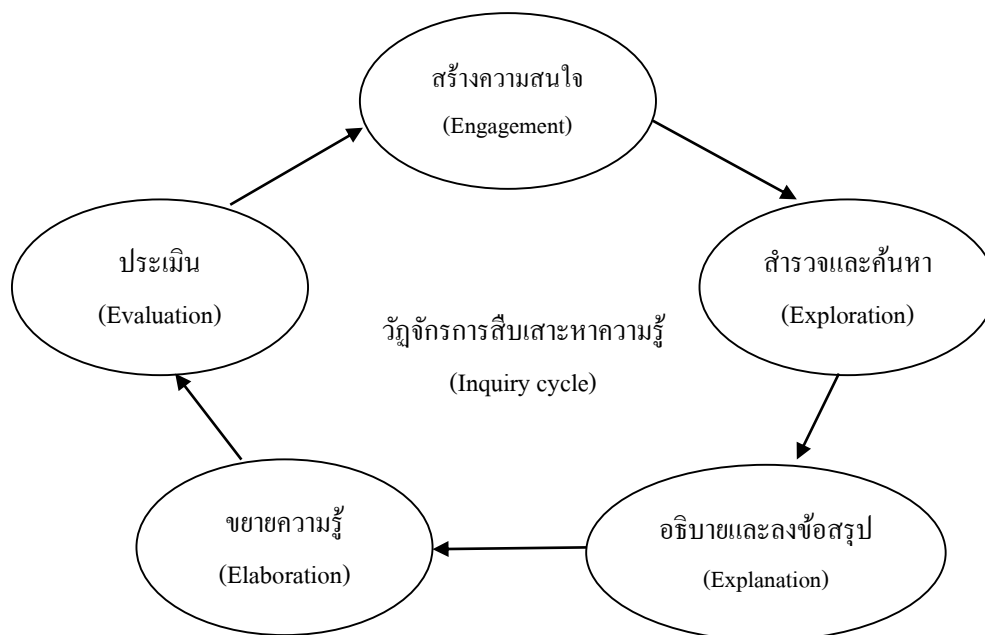 สร้างความสนใจ
(Engagement)
สำรวจและค้นหา
(Exploration)
อธิบายและลงข้อสรุป
(Explanation)
ขยายความรู้
(Elaboration)
ประเมิน
(Evaluation)
วัฏจักรการสืบเสาะหาความรู้
(Inquiry cycle)